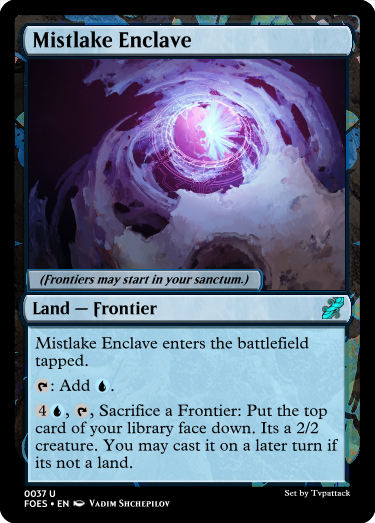 Mistlake Enclave
(Frontiers may start in your sanctum.)
Land — Frontier
Mistlake Enclave enters the battlefield
tapped.
: Add .
4, , Sacrifice a Frontier: Put the top
card of your library face down. Its a 2/2
creature. You may cast it on a later turn if
its not a land.
0037 U
Set by Tvpattack
FOES • EN Vadim Shchepilov